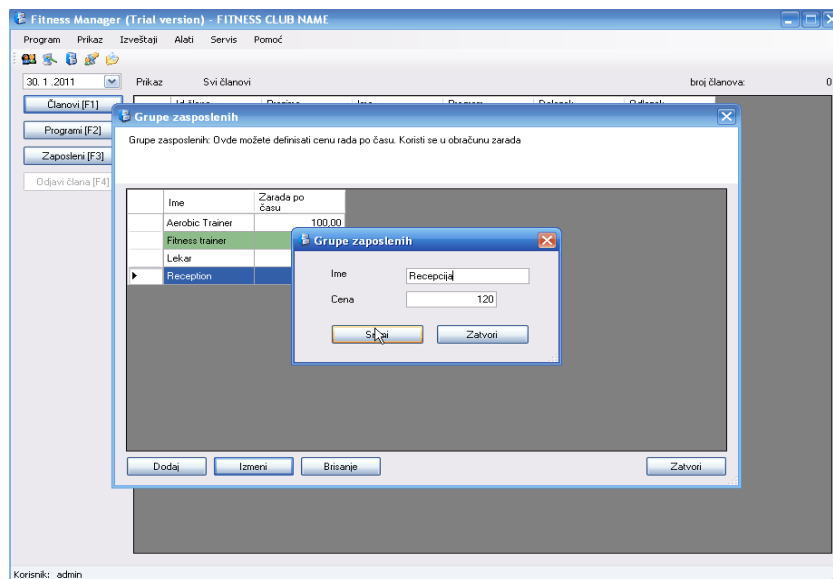 Fitness Manager (Trial version) - FITNESS CLUB NAME
Program Prikaz Izveštaji Alati Servis Pomoć
30. 1 .2011 Prikaz Svi članovi broj članova: 0
Članovi [F1]
Programi [F2]
Zaposleni [F3]
Odjavi člana [F4]
Grupe zasposlenih
Grupe zasposlenih: Ovde možete definisati cenu rada po času. Koristi se u obračunu zarada
Ime Zarada po času
Aerobic Trainer 100,00
Fitness trainer
Lekar
Reception
Grupe zaposlenih
Ime Recepcija
Cena 120
Zatvori
Dodaj Izmeni Brisanje Zatvori
Korisnik: admin